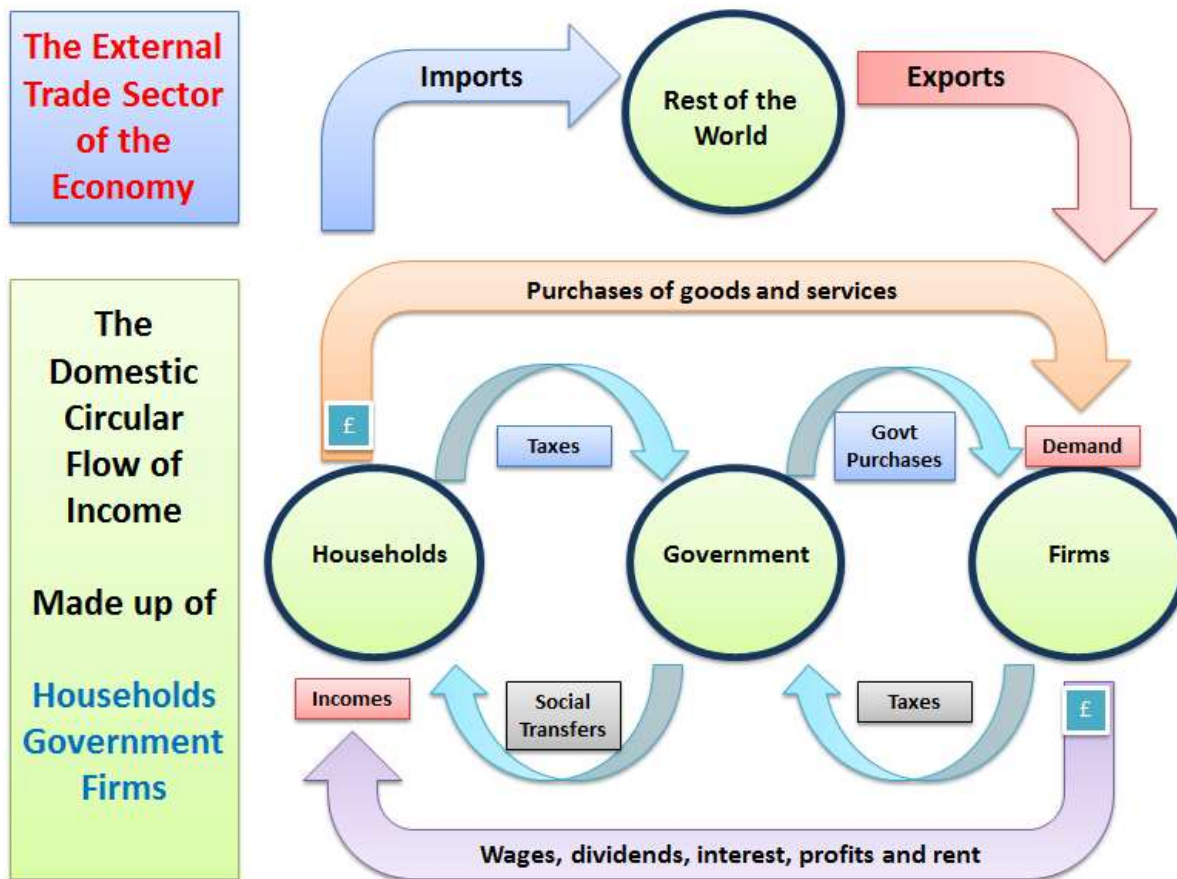 The External
Trade Sector
of the
Economy
Imports
Rest of the
World
Exports
The
Domestic
Circular
Flow of
Income
Made up of
Households
Government
Firms
Purchases of goods and services
£
Taxes
Govt
Purchases
Demand
Households
Government
Firms
Incomes
Social
Transfers
Taxes
£
Wages, dividends, interest, profits and rent